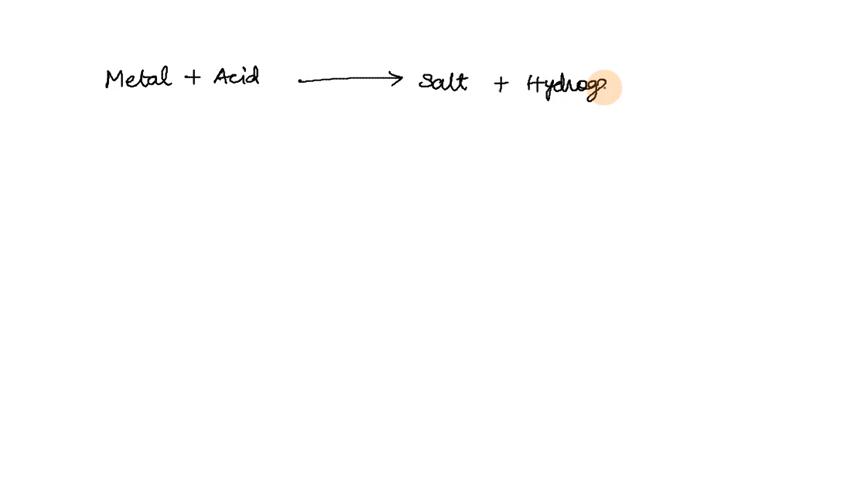 Metal + Acid ⟶ Salt + Hydrog